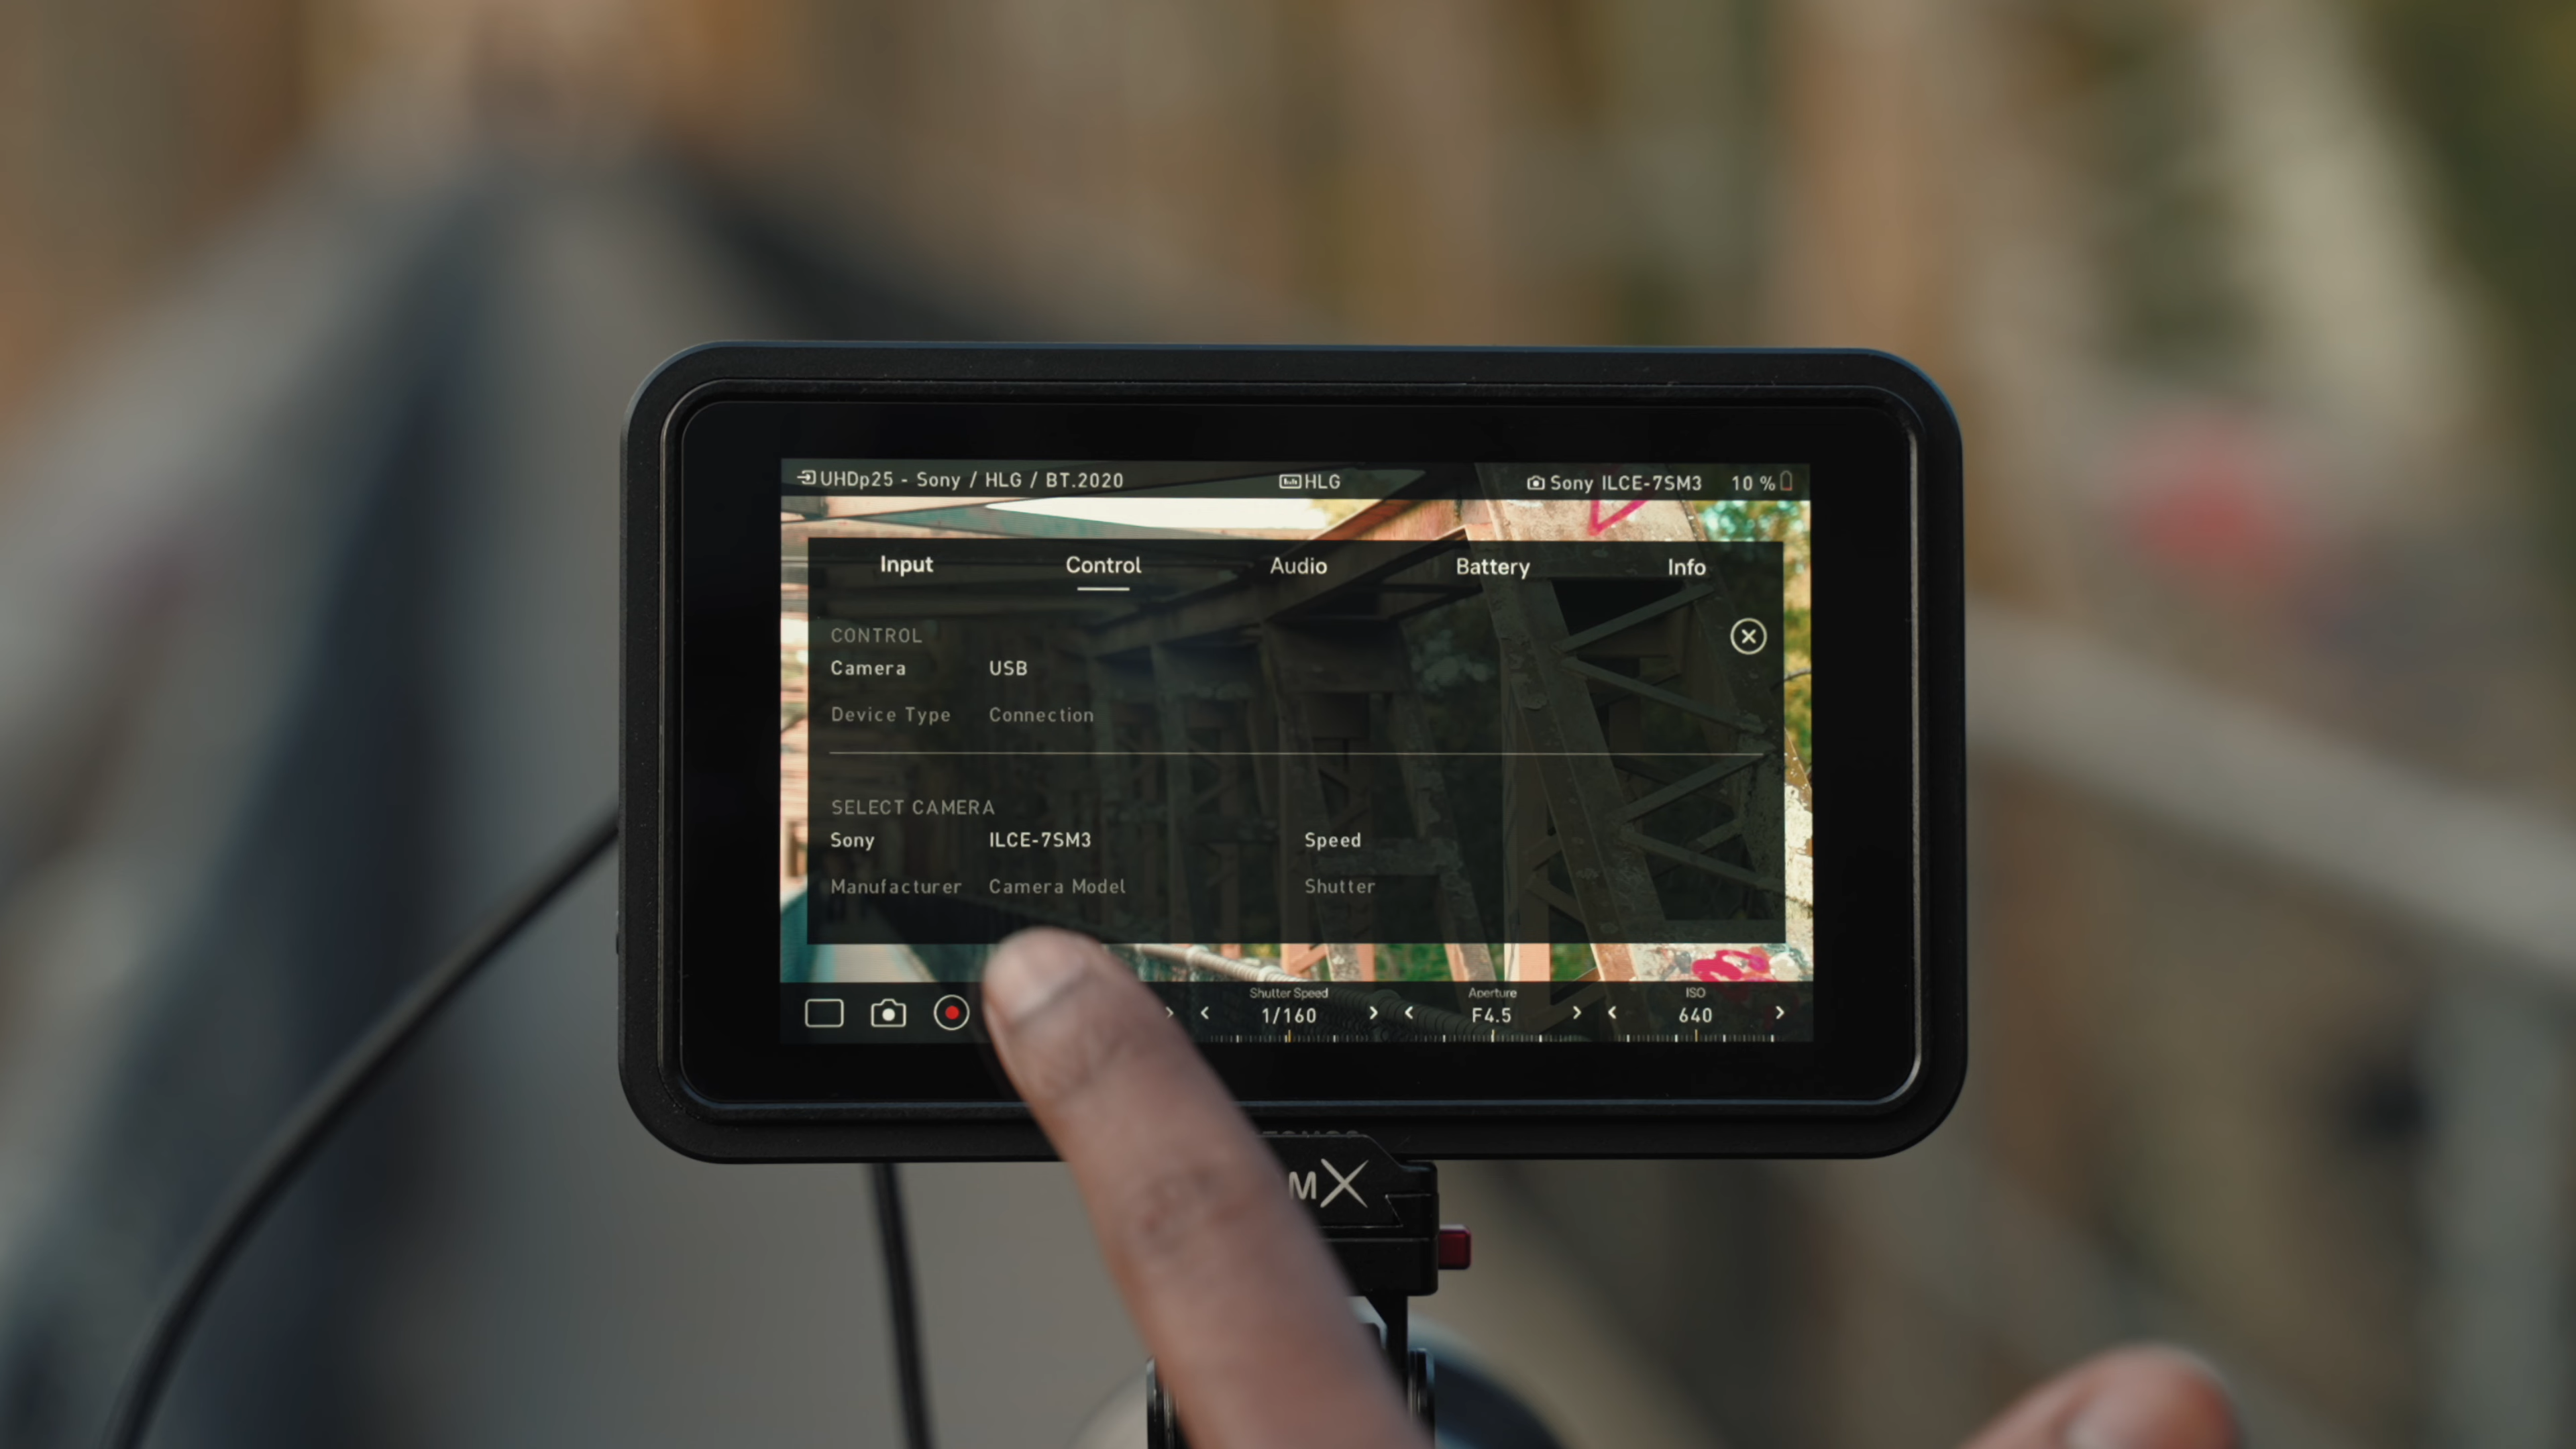 UHDp25 - Sony / HLG / BT.2020
HLG
Sony ILCE-7SM3
10 %
Input
Control
Audio
Battery
Info
CONTROL
Camera USB
Device Type Connection
SELECT CAMERA
Sony ILCE-7SM3 Speed
Manufacturer Camera Model Shutter
Shutter Speed
1/160
Aperture
F4.5
ISO
640
MX